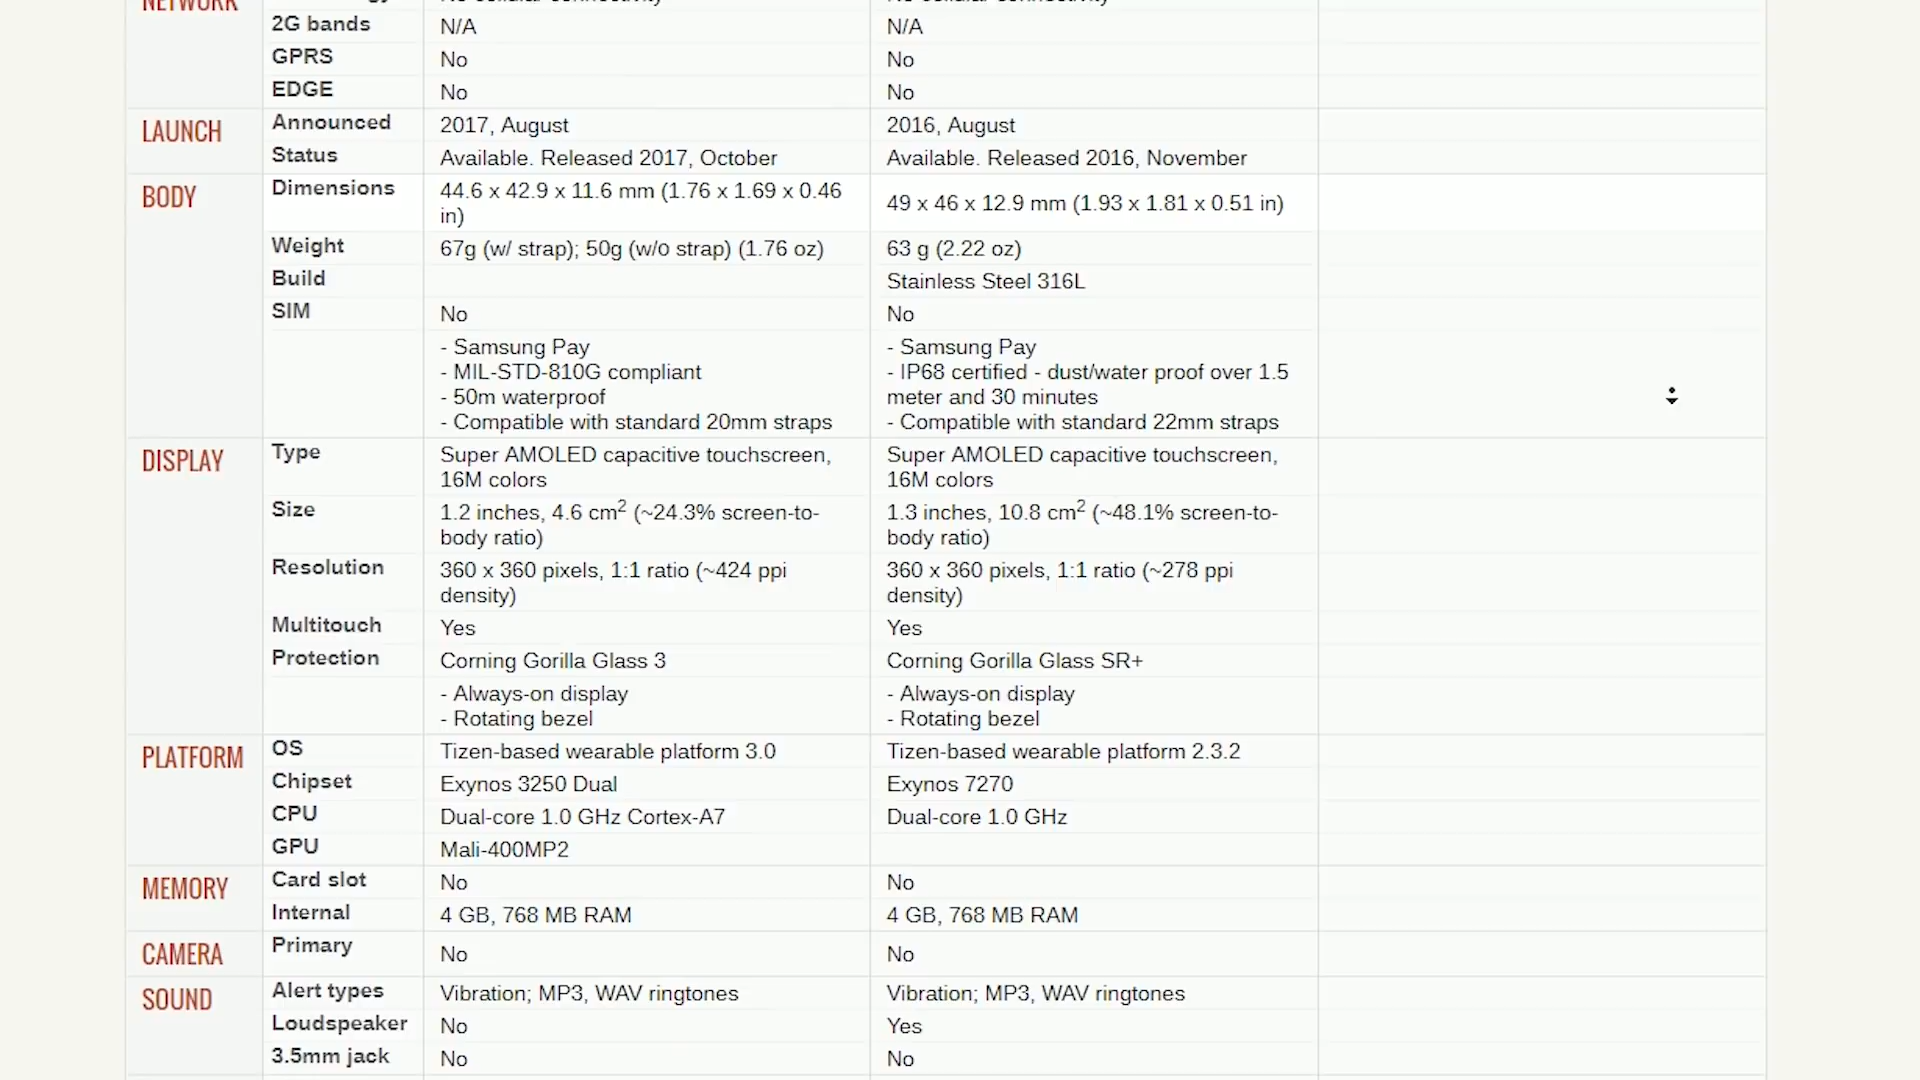 NETWORK
No cellular connectivity No cellular connectivity
2G bands N/A N/A
GPRS No No
EDGE No No
LAUNCH Announced 2017, August 2016, August
Status Available. Released 2017, October Available. Released 2016, November
BODY Dimensions 44.6 x 42.9 x 11.6 mm (1.76 x 1.69 x 0.46 49 x 46 x 12.9 mm (1.93 x 1.81 x 0.51 in)
in)
Weight 67g (w/ strap); 50g (w/o strap) (1.76 oz) 63 g (2.22 oz)
Build Stainless Steel 316L
SIM No No
- Samsung Pay - Samsung Pay
- MIL-STD-810G compliant - IP68 certified - dust/water proof over 1.5
- 50m waterproof meter and 30 minutes
- Compatible with standard 20mm straps - Compatible with standard 22mm straps
DISPLAY Type Super AMOLED capacitive touchscreen, Super AMOLED capacitive touchscreen,
16M colors 16M colors
Size 1.2 inches, 4.6 cm² (~24.3% screen-to- 1.3 inches, 10.8 cm² (~48.1% screen-to-
body ratio) body ratio)
Resolution 360 x 360 pixels, 1:1 ratio (~424 ppi 360 x 360 pixels, 1:1 ratio (~278 ppi
density) density)
Multitouch Yes Yes
Protection Corning Gorilla Glass 3 Corning Gorilla Glass SR+
- Always-on display - Always-on display
- Rotating bezel - Rotating bezel
PLATFORM OS Tizen-based wearable platform 3.0 Tizen-based wearable platform 2.3.2
Chipset Exynos 3250 Dual Exynos 7270
CPU Dual-core 1.0 GHz Cortex-A7 Dual-core 1.0 GHz
GPU Mali-400MP2
MEMORY Card slot No No
Internal 4 GB, 768 MB RAM 4 GB, 768 MB RAM
CAMERA Primary No No
SOUND Alert types Vibration; MP3, WAV ringtones Vibration; MP3, WAV ringtones
Loudspeaker No Yes
3.5mm jack No No